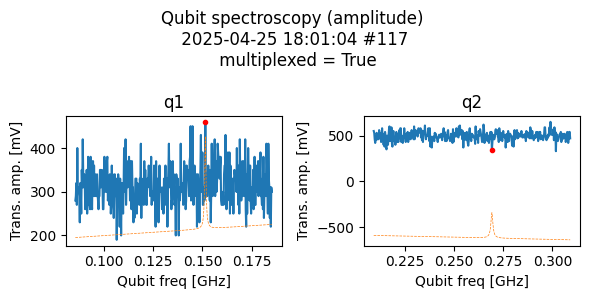 Qubit spectroscopy (amplitude)
2025-04-25 18:01:04 #117
multiplexed = True
q1
q2
Trans. amp. [mV]
400
300
200
0.100
0.125
0.150
0.175
Qubit freq [GHz]
Trans. amp. [mV]
500
0
−500
0.225
0.250
0.275
0.300
Qubit freq [GHz]